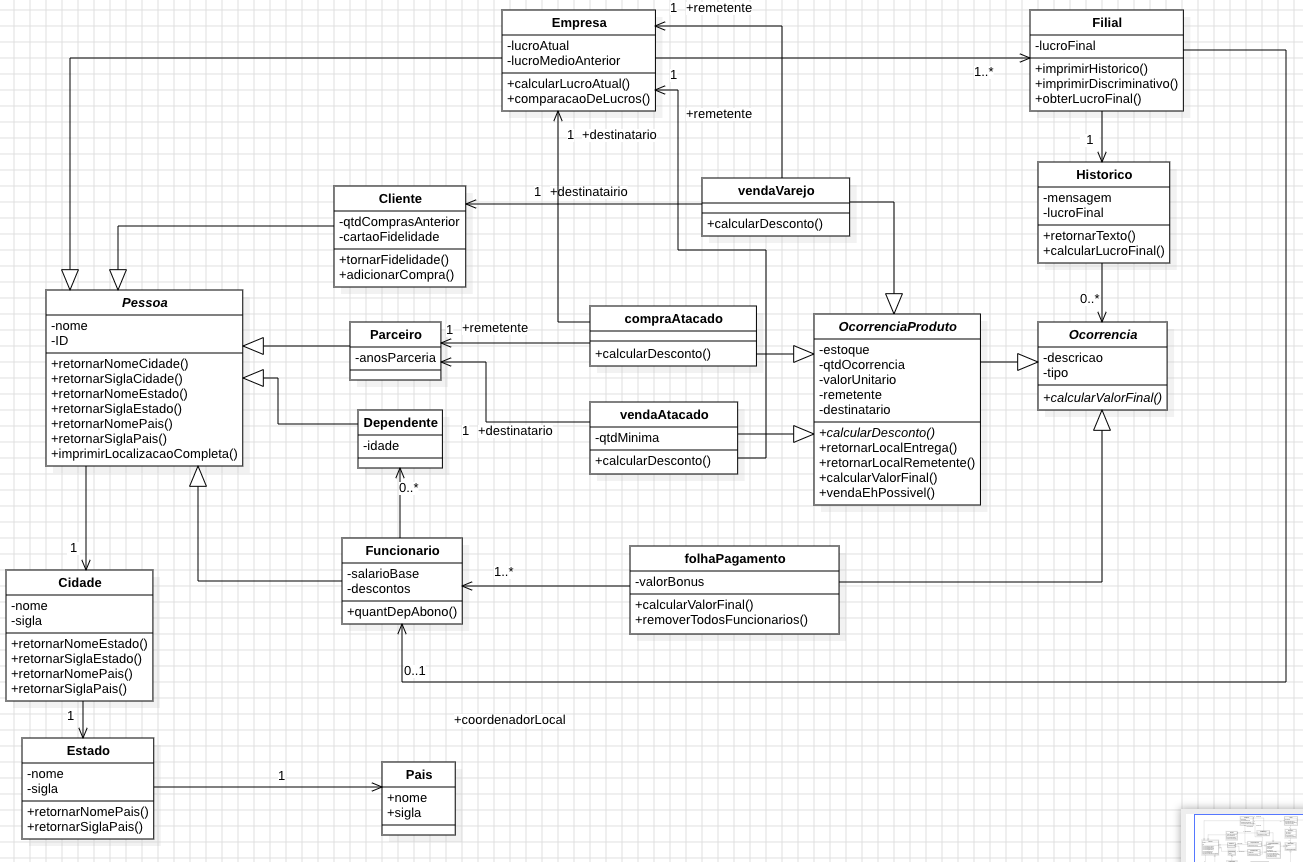 1 +remetente
Empresa
-lucroAtual
-lucroMedioAnterior
+calcularLucroAtual()
+comparacaoDeLucros()
1
+remetente
1 +destinatario
1..*
Filial
-lucroFinal
+imprimirHistorico()
+imprimirDiscriminativo()
+obterLucroFinal()
1
Historico
-mensagem
-lucroFinal
+retornarTexto()
+calcularLucroFinal()
0..*
Cliente
-qtdComprasAnterior
-cartaoFidelidade
+tornarFidelidade()
+adicionarCompra()
1 +destinatairio
vendaVarejo
+calcularDesconto()
Pessoa
-nome
-ID
+retornarNomeCidade()
+retornarSiglaCidade()
+retornarNomeEstado()
+retornarSiglaEstado()
+retornarNomePais()
+retornarSiglaPais()
+imprimirLocalizacaoCompleta()
Parceiro
-anosParceria
1 +remetente
compraAtacado
+calcularDesconto()
OcorrenciaProduto
-estoque
-qtdOcorrencia
-valorUnitario
-remetente
-destinatario
+calcularDesconto()
+retornarLocalEntrega()
+retornarLocalRemetente()
+calcularValorFinal()
+vendaEhPossivel()
Ocorrencia
-descricao
-tipo
+calcularValorFinal()
Dependente
-idade
1 +destinatario
vendaAtacado
-qtdMinima
+calcularDesconto()
0..*
Funcionario
-salarioBase
-descontos
+quantDepAbono()
1..*
folhaPagamento
-valorBonus
+calcularValorFinal()
+removerTodosFuncionarios()
1
Cidade
-nome
-sigla
+retornarNomeEstado()
+retornarSiglaEstado()
+retornarNomePais()
+retornarSiglaPais()
0..1
+coordenadorLocal
1
Estado
-nome
-sigla
+retornarNomePais()
+retornarSiglaPais()
1
Pais
+nome
+sigla